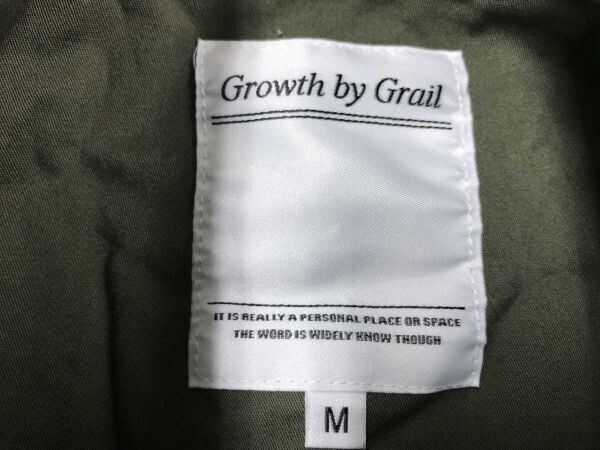 Growth by Grail
IT IS REALLY A PERSONAL PLACE OR SPACE
THE WORD IS WIDELY KNOW THOUGH
M